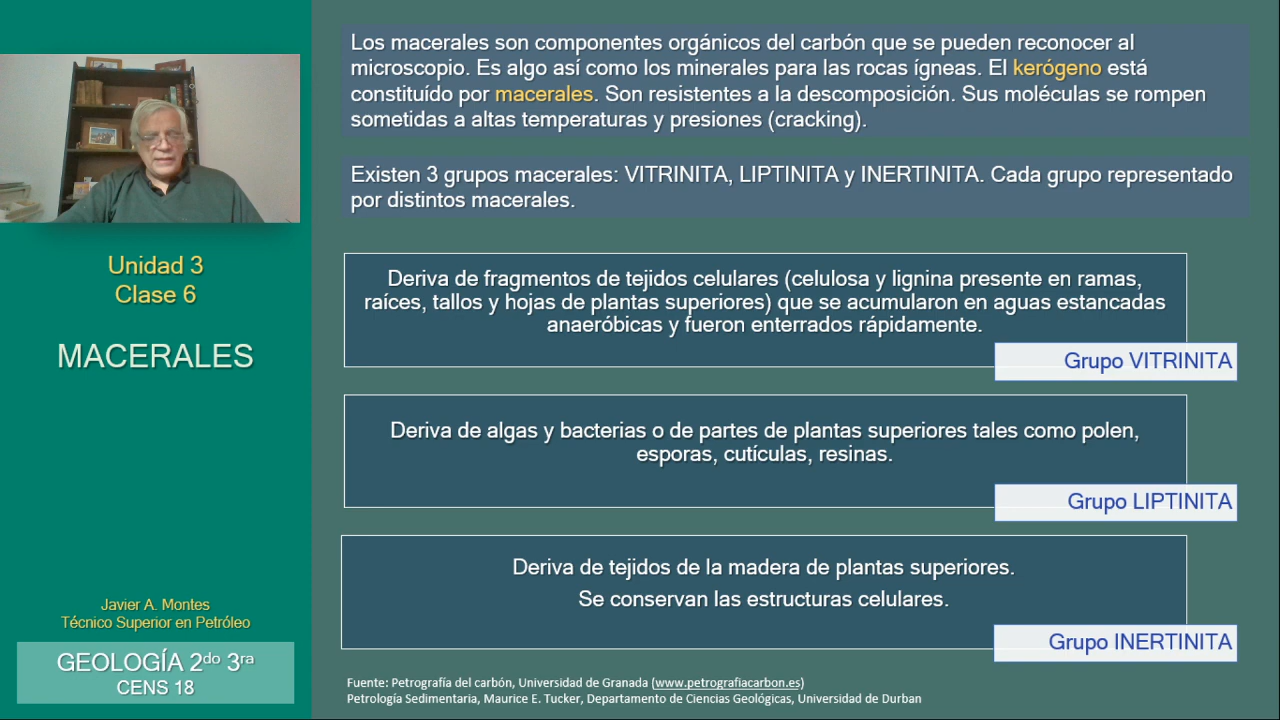 Los macerales son componentes orgánicos del carbón que se pueden reconocer al
microscopio. Es algo así como los minerales para las rocas ígneas. El kerógeno está
constituído por macerales. Son resistentes a la descomposición. Sus moléculas se rompen
sometidas a altas temperaturas y presiones (cracking).
Existen 3 grupos macerales: VITRINITA, LIPTINITA y INERTINITA. Cada grupo representado
por distintos macerales.
Unidad 3
Clase 6
MACERALES
Deriva de fragmentos de tejidos celulares (celulosa y lignina presente en ramas,
raíces, tallos y hojas de plantas superiores) que se acumularon en aguas estancadas
anaeróbicas y fueron enterrados rápidamente.
Grupo VITRINITA
Deriva de algas y bacterias o de partes de plantas superiores tales como polen,
esporas, cutículas, resinas.
Grupo LIPTINITA
Deriva de tejidos de la madera de plantas superiores.
Se conservan las estructuras celulares.
Grupo INERTINITA
Javier A. Montes
Técnico Superior en Petróleo
GEOLOGÍA 2do 3ra
CENS 18
Fuente: Petrografía del carbón, Universidad de Granada (www.petrografiacarbon.es)
Petrología Sedimentaria, Maurice E. Tucker, Departamento de Ciencias Geológicas, Universidad de Durban